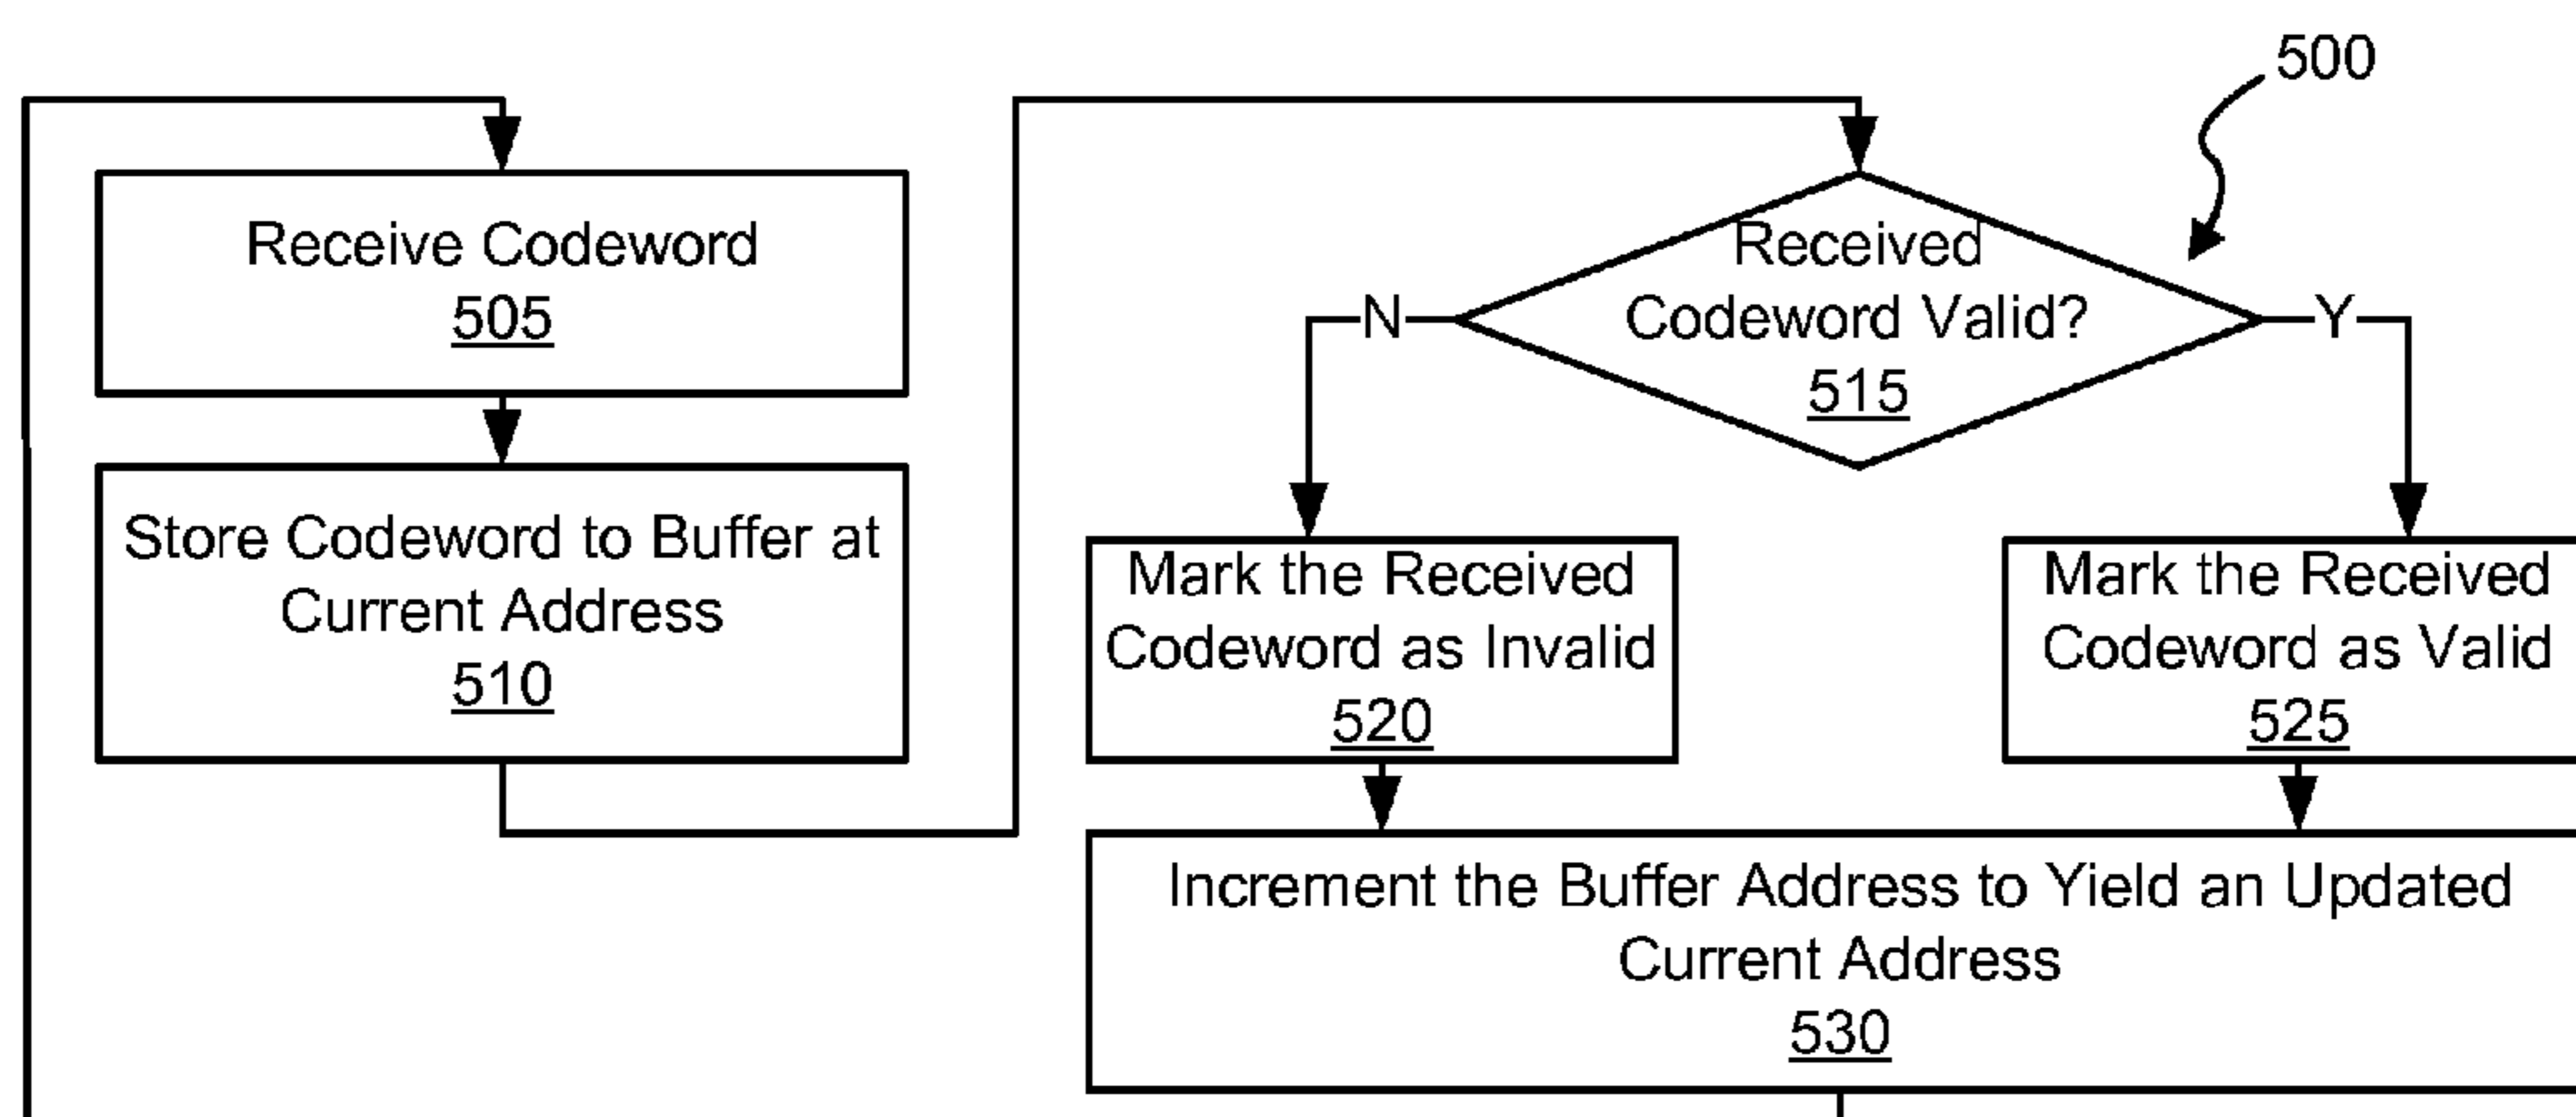 500
Receive Codeword
505
Store Codeword to Buffer at
Current Address
510
Received
Codeword Valid?
515
N
Y
Mark the Received
Codeword as Invalid
520
Mark the Received
Codeword as Valid
525
Increment the Buffer Address to Yield an Updated
Current Address
530